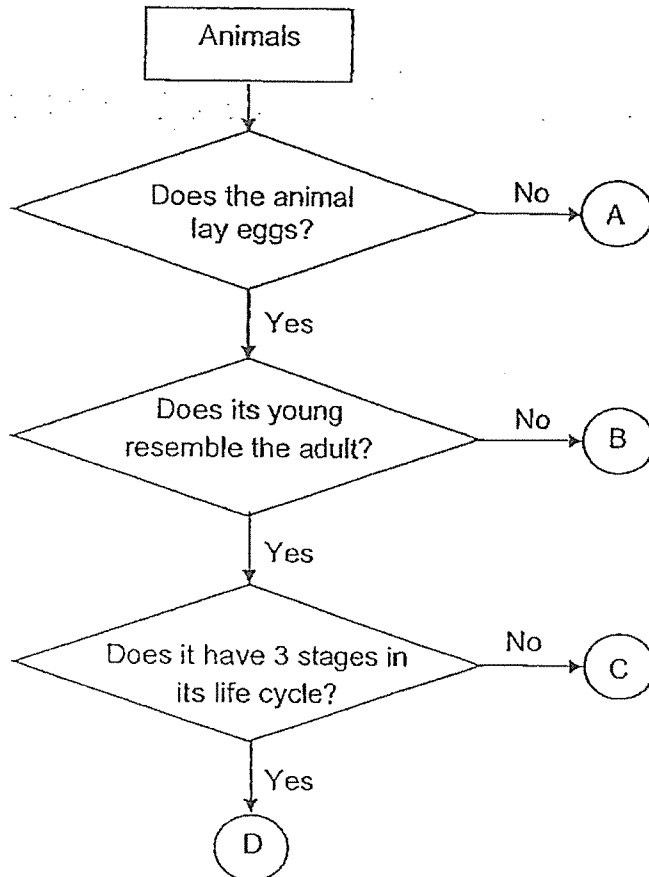 Animals
Does the animal
lay eggs?
No
A
Yes
Does its young
resemble the adult?
No
B
Yes
Does it have 3 stages in
its life cycle?
No
C
Yes
D